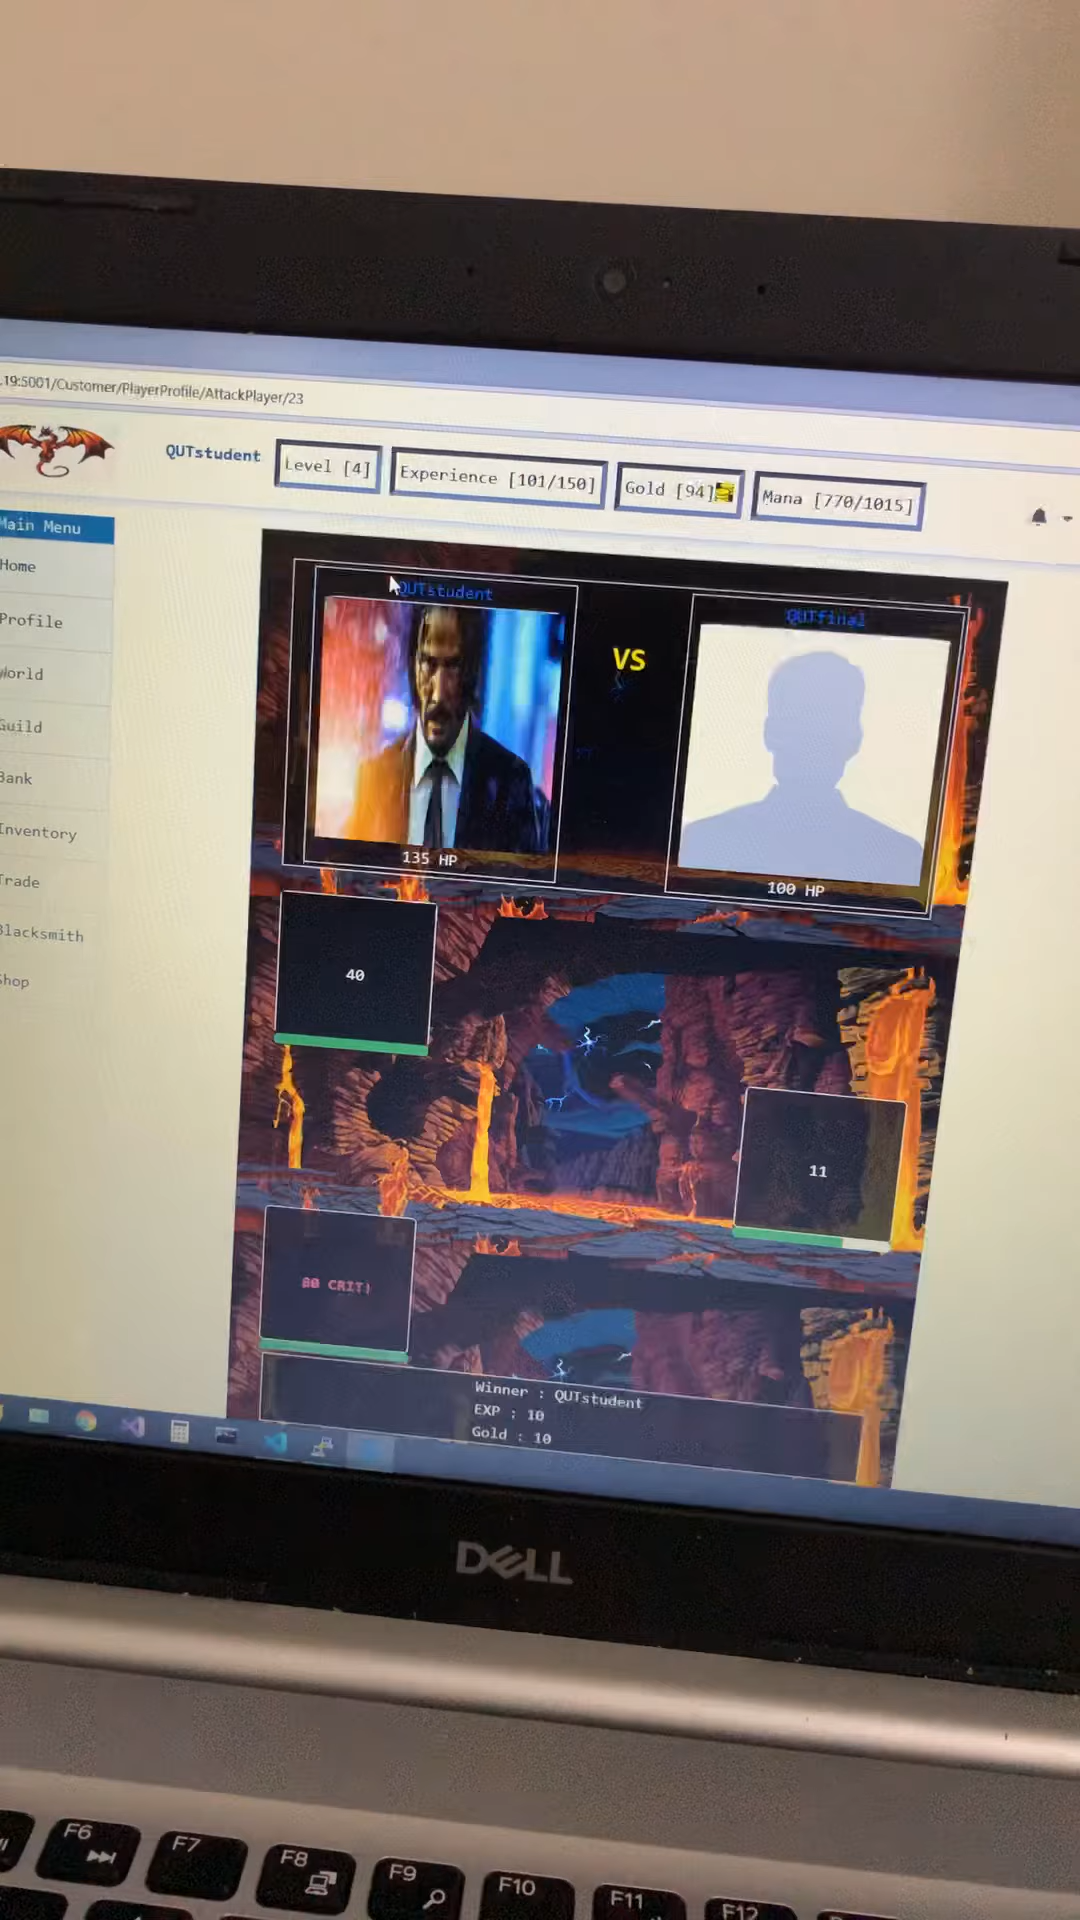 .19:5001/Customer/PlayerProfile/AttackPlayer/23
QUTstudent
Level [4]
Experience [101/150]
Gold [94]
Mana [770/1015]
Main Menu
Home
Profile
World
Guild
Bank
Inventory
Trade
Blacksmith
Shop
QUTstudent
VS
QUTfinal
135 HP
100 HP
40
11
80 CRIT!
Winner : QUTstudent
EXP : 10
Gold : 10
DELL
F6
F7
F8
F9
F10
F11
F12